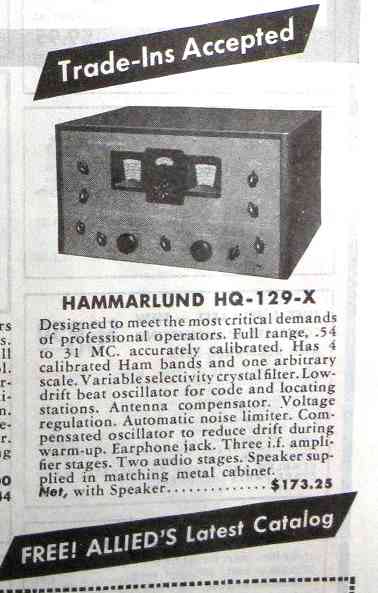 Trade-Ins Accepted
HAMMARLUND HQ-129-X
Designed to meet the most critical demands
of professional operators. Full range, .54
to 31 MC. accurately calibrated. Has 4
calibrated Ham bands and one arbitrary
scale. Variable selectivity crystal filter. Low-
drift beat oscillator for code and locating
stations. Antenna compensator. Voltage
regulation. Automatic noise limiter. Com-
pensated oscillator to reduce drift during
warm-up. Earphone jack. Three i.f. ampli-
fier stages. Two audio stages. Speaker sup-
plied in matching metal cabinet.
Net, with Speaker.............. $173.25
FREE! ALLIED'S Latest Catalog